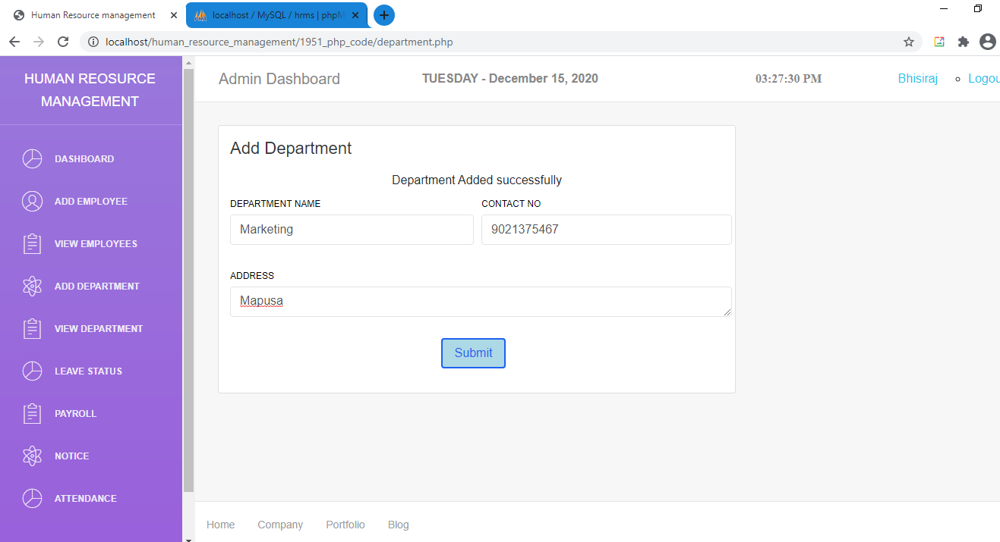 Human Resource management
localhost / MySQL / hrms | phpM
localhost/human_resource_management/1951_php_code/department.php
HUMAN REOSURCE
MANAGEMENT
Admin Dashboard
TUESDAY - December 15, 2020
03:27:30 PM
Bhisiraj
Logou
DASHBOARD
ADD EMPLOYEE
VIEW EMPLOYEES
ADD DEPARTMENT
VIEW DEPARTMENT
LEAVE STATUS
PAYROLL
NOTICE
ATTENDANCE
Add Department
Department Added successfully
DEPARTMENT NAME
CONTACT NO
Marketing
9021375467
ADDRESS
Mapusa
Submit
Home
Company
Portfolio
Blog